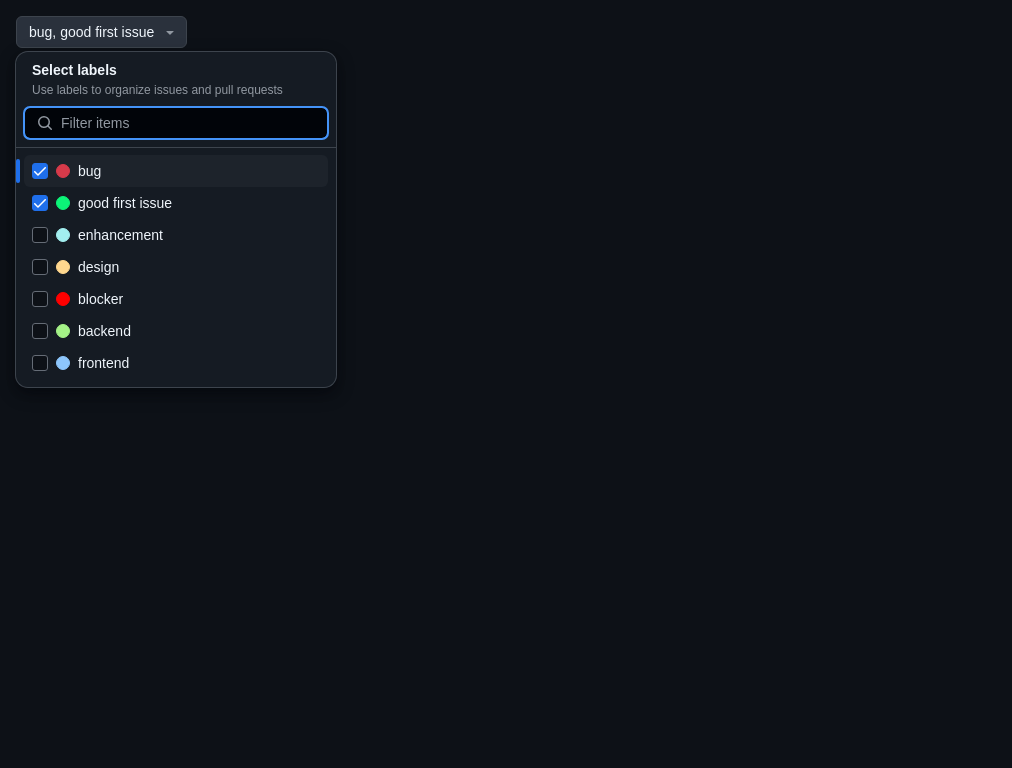 bug, good first issue
Select labels
Use labels to organize issues and pull requests
Filter items
bug
good first issue
enhancement
design
blocker
backend
frontend